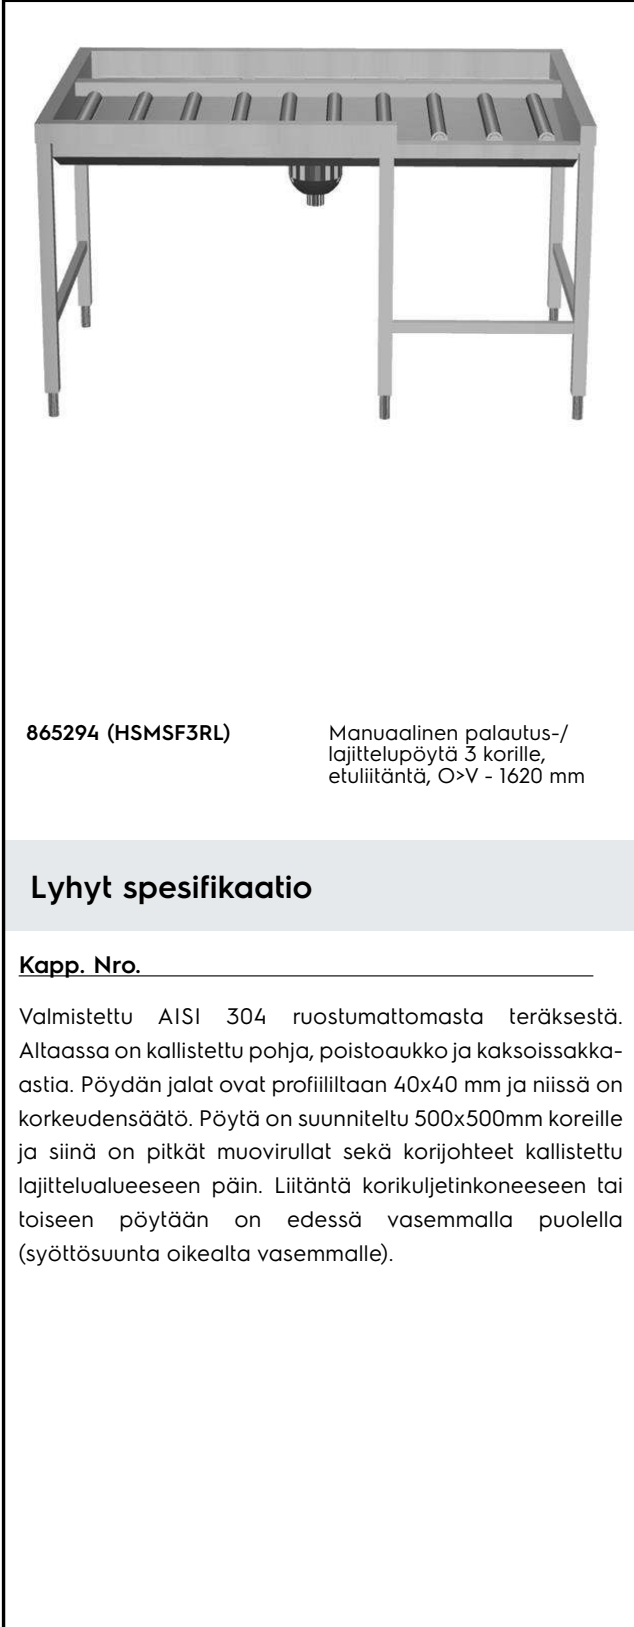 865294 (HSMSF3RL)
Manuaalinen palautus-/
lajittelupöytä 3 korille,
etuliitäntä, O>V - 1620 mm
Lyhyt spesifikaatio
Kapp. Nro.
Valmistettu AISI 304 ruostumattomasta teräksestä.
Altaassa on kallistettu pohja, poistoaukko ja kaksoissakka-
astia. Pöydän jalat ovat profiililtaan 40x40 mm ja niissä on
korkeudensäätö. Pöytä on suunniteltu 500x500mm koreille
ja siinä on pitkät muovirullat sekä korijohteet kallistettu
lajittelualueeseen päin. Liitäntä korikuljetinkoneeseen tai
toiseen pöytään on edessä vasemmalla puolella
(syöttösuunta oikealta vasemmalle).